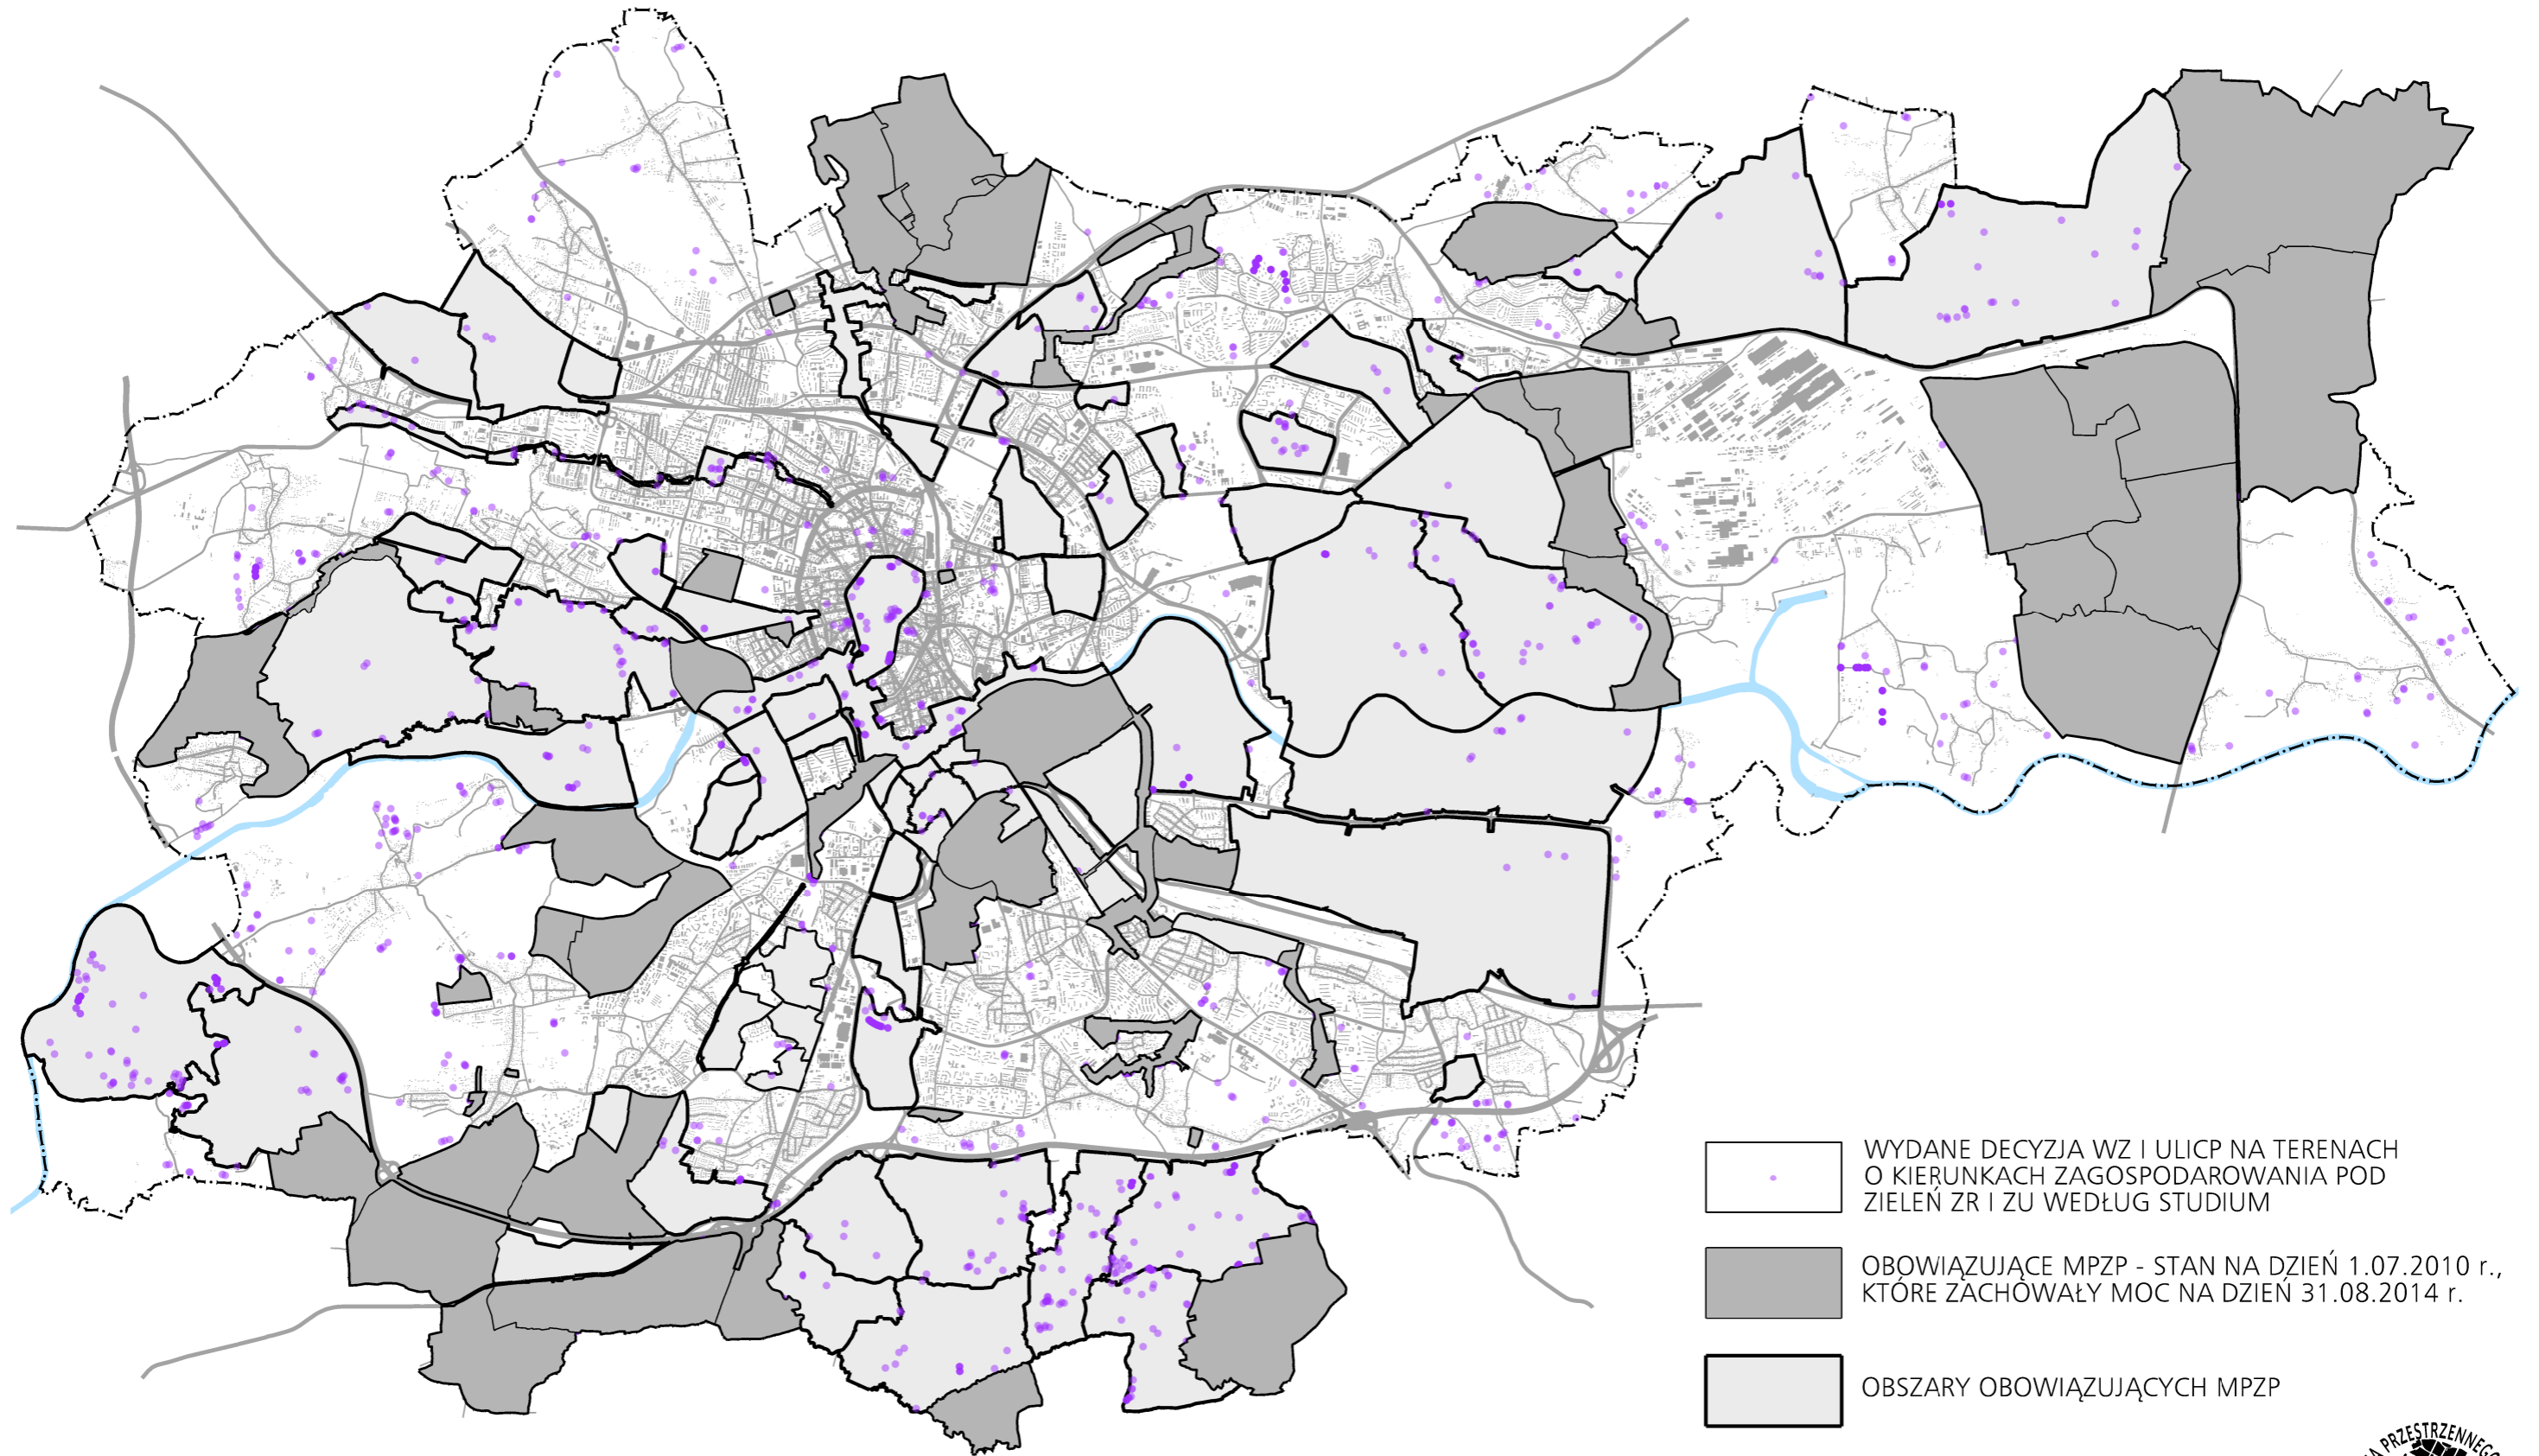 WYDANE DECYZJA WZ I ULICP NA TERENACH
O KIERUNKACH ZAGOSPODAROWANIA POD
ZIELEŃ ZR I ZU WEDŁUG STUDIUM
OBOWIĄZUJĄCE MPZP - STAN NA DZIEŃ 1.07.2010 r.,
KTÓRE ZACHOWAŁY MOC NA DZIEŃ 31.08.2014 r.
OBSZARY OBOWIĄZUJĄCYCH MPZP
PRZESTRZENNEGO